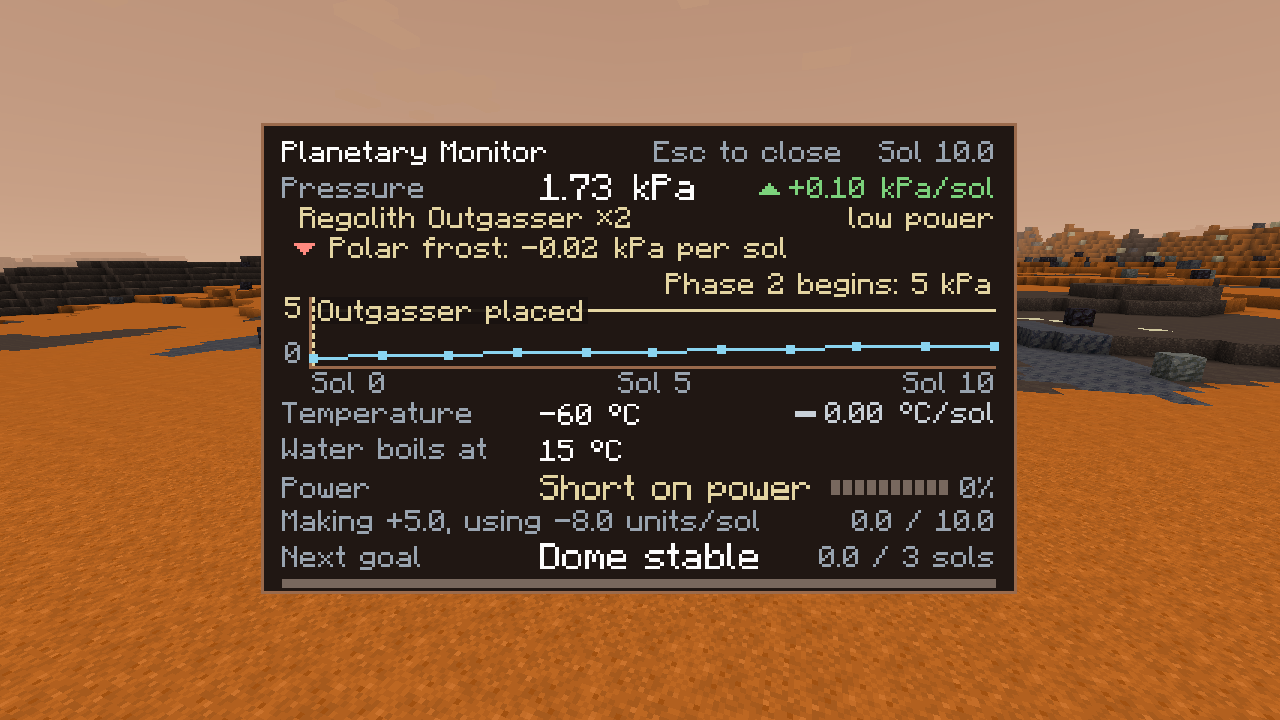 Planetary Monitor Esc to close Sol 10.0
Pressure 1.73 kPa ▲ +0.10 kPa/sol
Regolith Outgasser ×2 low power
▼ Polar frost: −0.02 kPa per sol
Phase 2 begins: 5 kPa
5 Outgasser placed
0
Sol 0 Sol 5 Sol 10
Temperature −60 °C 0.00 °C/sol
Water boils at 15 °C
Power Short on power 0%
Making +5.0, using −8.0 units/sol 0.0 / 10.0
Next goal Dome stable 0.0 / 3 sols